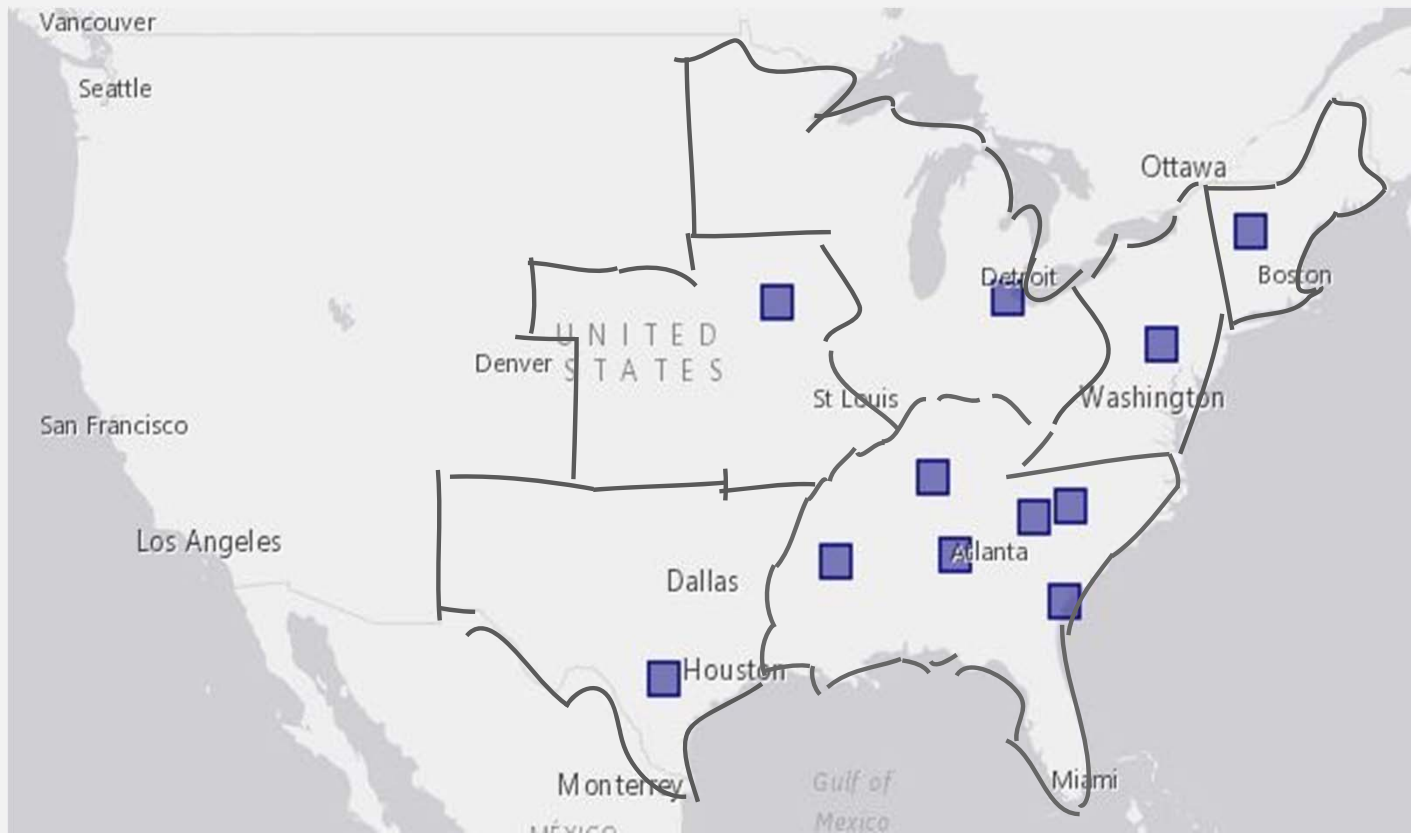 Vancouver
Seattle
Ottawa
Detroit
Boston
UNITED
STATES
Denver
St Louis
Washington
San Francisco
Los Angeles
Atlanta
Dallas
Houston
Monterrey
Gulf of
Mexico
Miami
MÉXICO